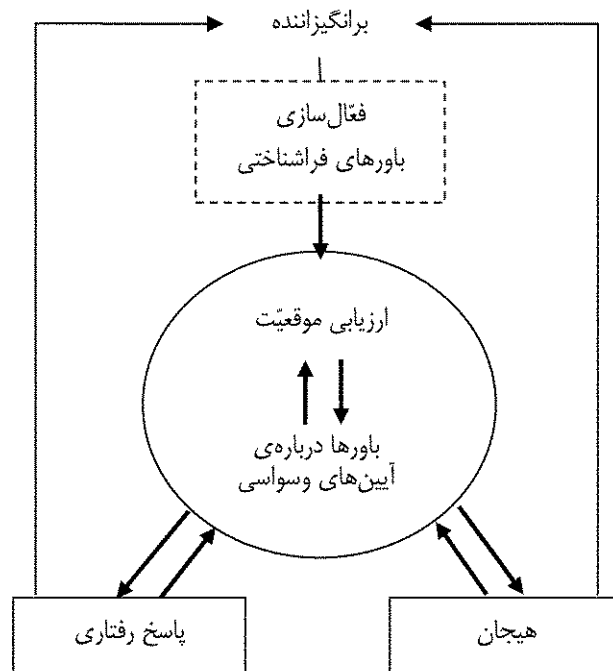 برانگیزاننده
فعّال‌سازی
باورهای فراشناختی
ارزیابی موقعیّت
باورها درباره‌ی
آیین‌های وسواسی
هیجان
پاسخ رفتاری